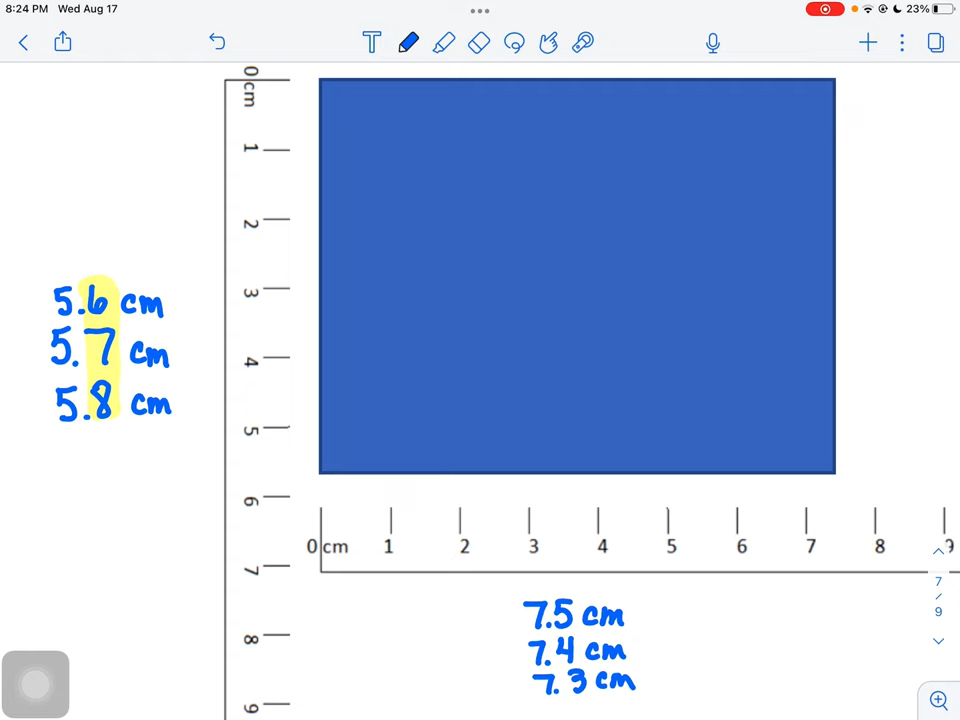 8:24 PM Wed Aug 17
23%
T
0 cm
1
2
3
4
5
6
7
8
9
5.6 cm
5.7 cm
5.8 cm
0 cm 1 2 3 4 5 6 7 8 9
7
/
9
7.5 cm
7.4 cm
7.3 cm